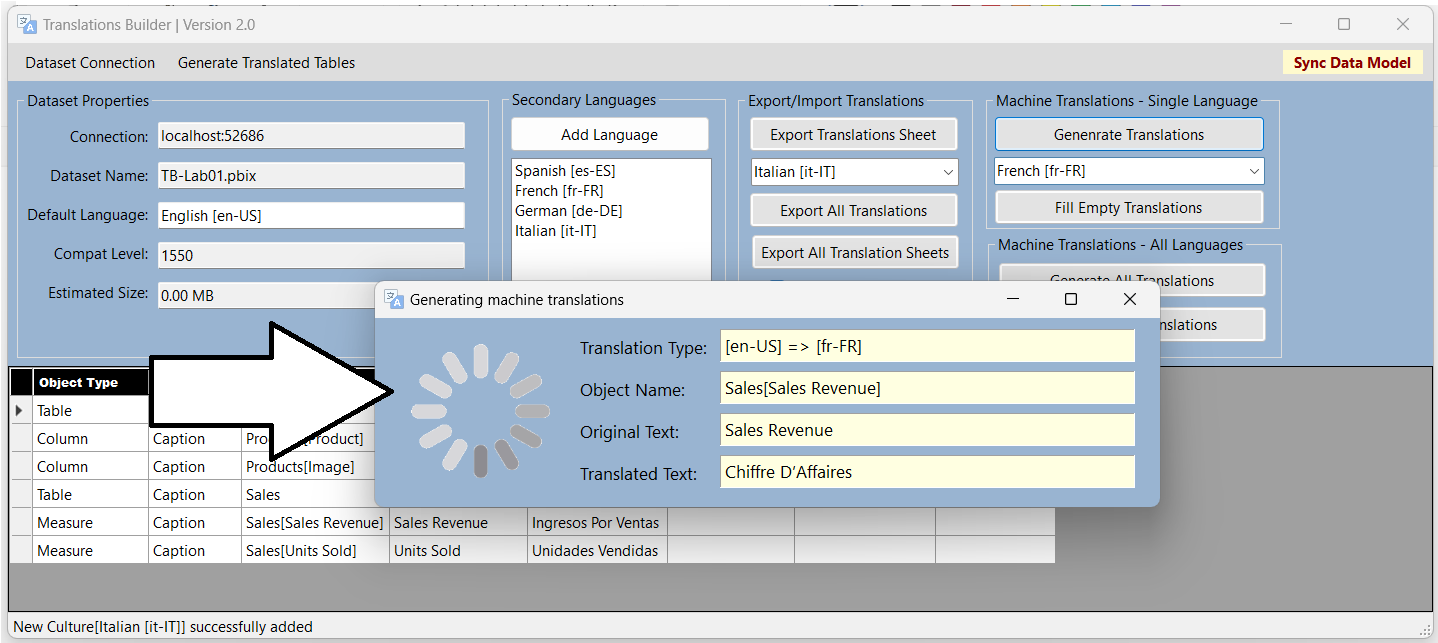 Translations Builder | Version 2.0
Dataset Connection Generate Translated Tables Sync Data Model
Dataset Properties
Connection: localhost:52686
Dataset Name: TB-Lab01.pbix
Default Language: English [en-US]
Compat Level: 1550
Estimated Size: 0.00 MB
Secondary Languages
Add Language
Spanish [es-ES]
French [fr-FR]
German [de-DE]
Italian [it-IT]
Export/Import Translations
Export Translations Sheet
Italian [it-IT]
Export All Translations
Export All Translation Sheets
Machine Translations - Single Language
Genenrate Translations
French [fr-FR]
Fill Empty Translations
Machine Translations - All Languages
Generate All Translations
nslations
Generating machine translations
Translation Type: [en-US] => [fr-FR]
Object Name: Sales[Sales Revenue]
Original Text: Sales Revenue
Translated Text: Chiffre D'Affaires
Object Type
Table
Column Caption Pro Product]
Column Caption Products[Image]
Table Caption Sales
Measure Caption Sales[Sales Revenue] Sales Revenue Ingresos Por Ventas
Measure Caption Sales[Units Sold] Units Sold Unidades Vendidas
New Culture[Italian [it-IT]] successfully added